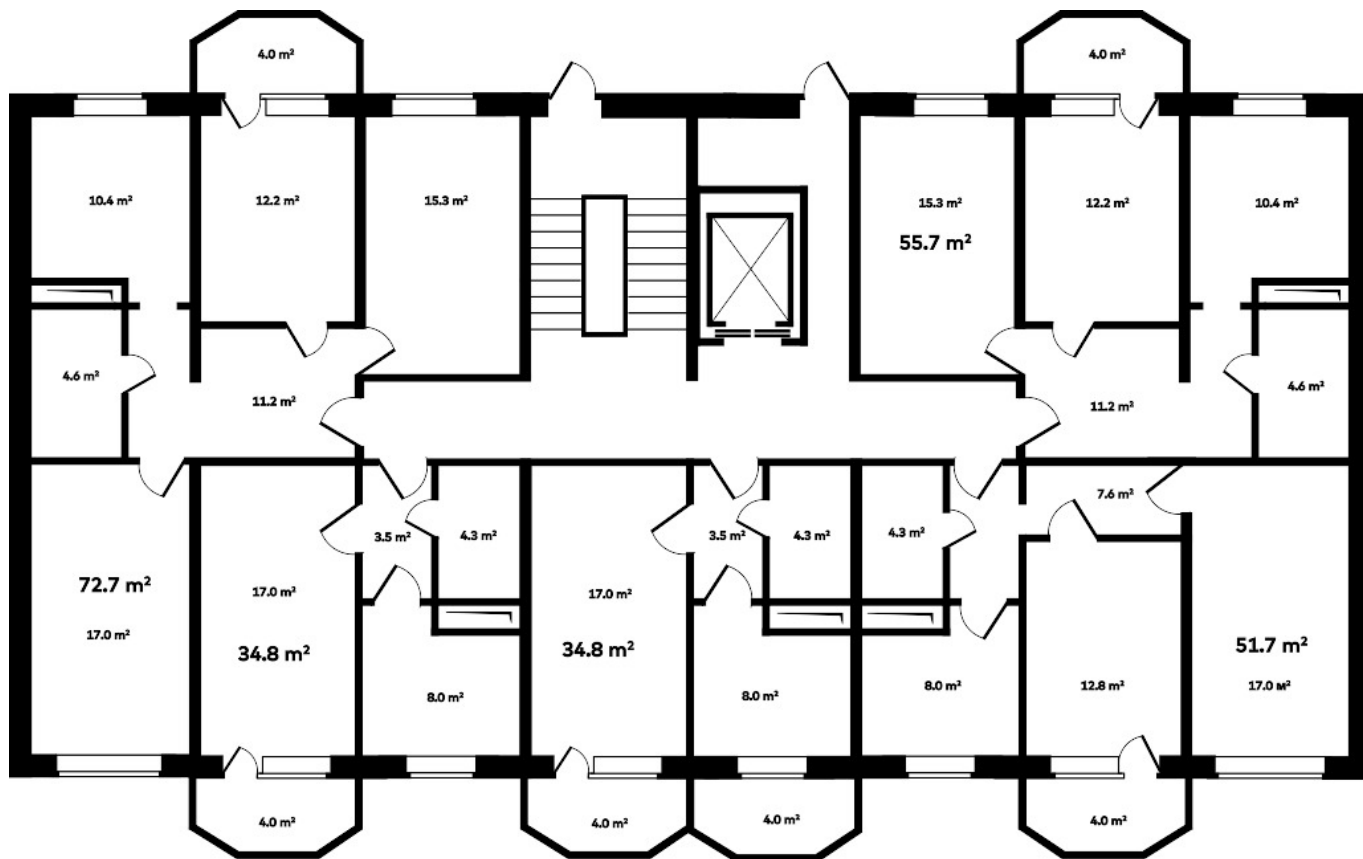 4.0 m²
4.0 m²
10.4 m²
12.2 m²
15.3 m²
15.3 m²
55.7 m²
12.2 m²
10.4 m²
4.6 m²
11.2 m²
11.2 m²
4.6 m²
72.7 m²
17.0 m²
17.0 m²
34.8 m²
3.5 m²
4.3 m²
8.0 m²
17.0 m²
34.8 m²
3.5 m²
4.3 m²
8.0 m²
4.3 m²
8.0 m²
7.6 m²
12.8 m²
51.7 m²
17.0 м²
4.0 m²
4.0 m²
4.0 m²
4.0 m²